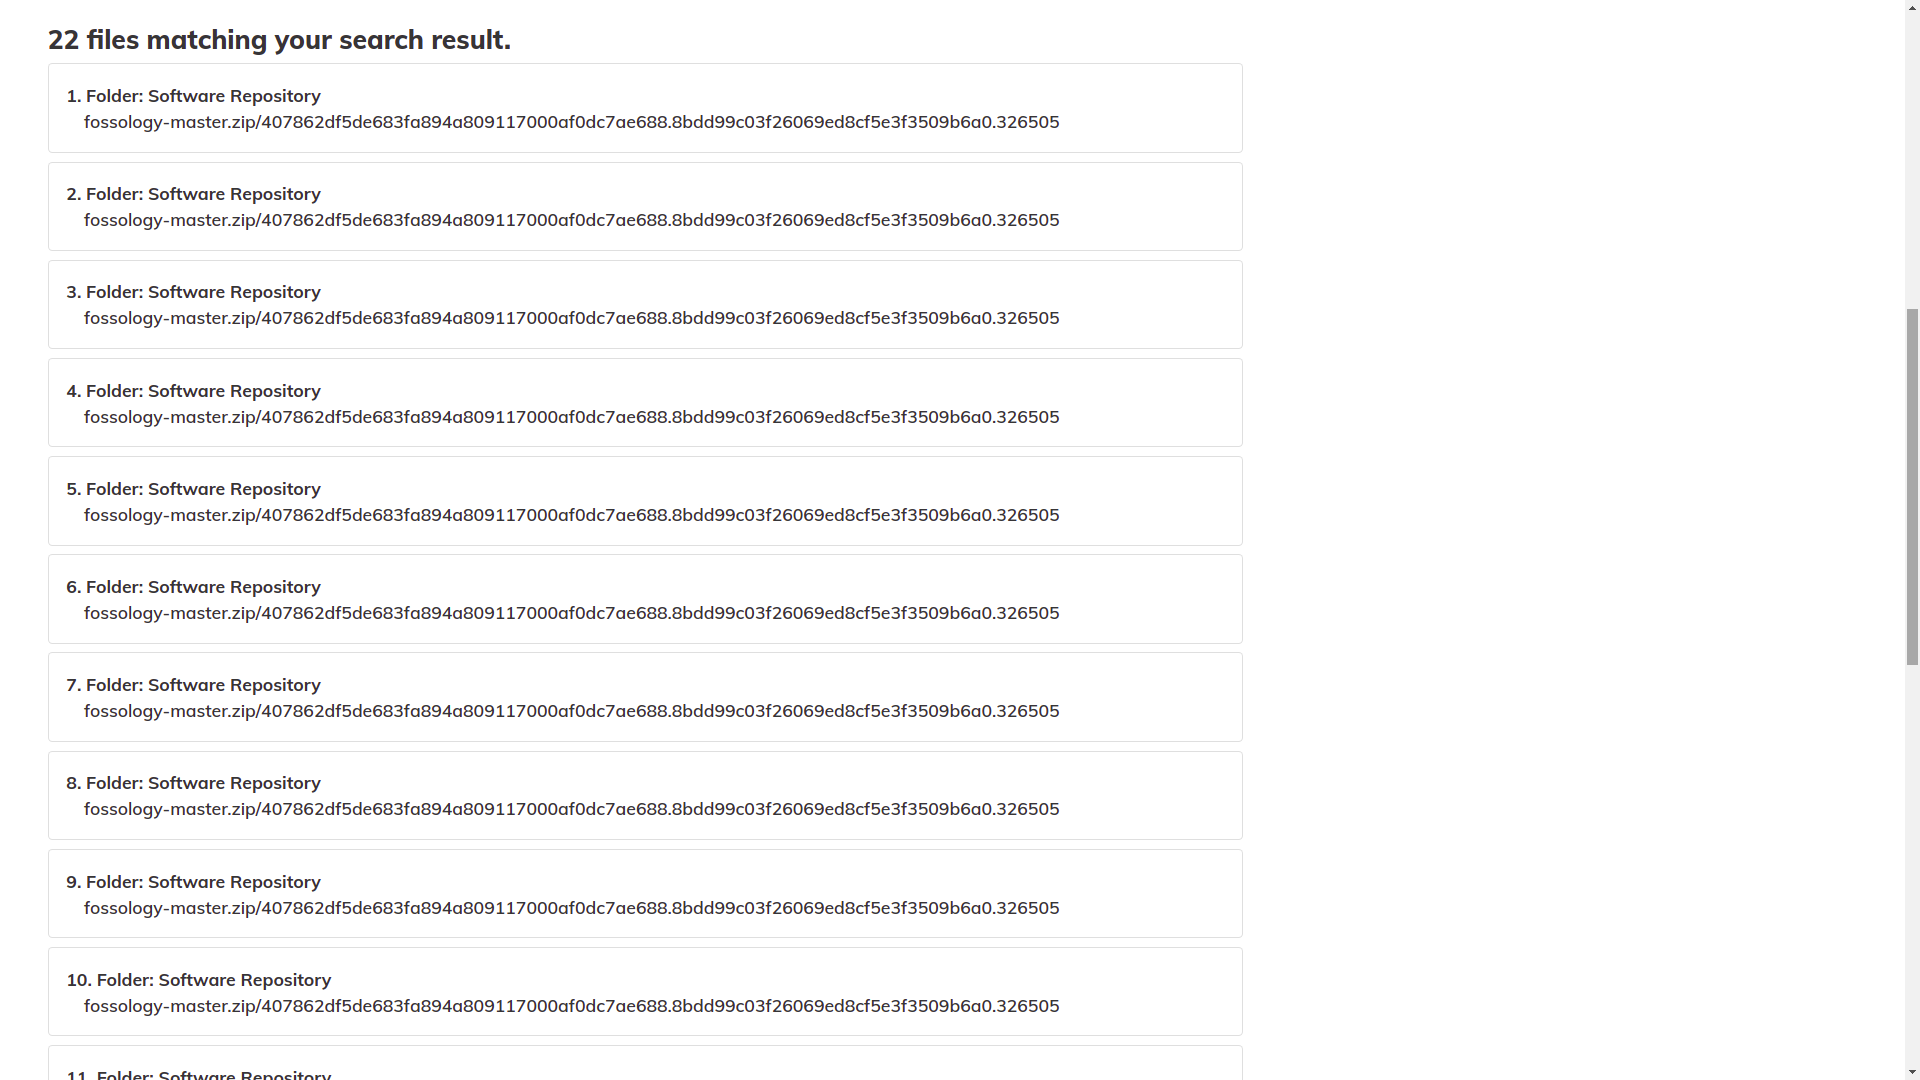 22 files matching your search result.
1. Folder: Software Repository
fossology-master.zip/407862df5de683fa894a809117000af0dc7ae688.8bdd99c03f26069ed8cf5e3f3509b6a0.326505
2. Folder: Software Repository
fossology-master.zip/407862df5de683fa894a809117000af0dc7ae688.8bdd99c03f26069ed8cf5e3f3509b6a0.326505
3. Folder: Software Repository
fossology-master.zip/407862df5de683fa894a809117000af0dc7ae688.8bdd99c03f26069ed8cf5e3f3509b6a0.326505
4. Folder: Software Repository
fossology-master.zip/407862df5de683fa894a809117000af0dc7ae688.8bdd99c03f26069ed8cf5e3f3509b6a0.326505
5. Folder: Software Repository
fossology-master.zip/407862df5de683fa894a809117000af0dc7ae688.8bdd99c03f26069ed8cf5e3f3509b6a0.326505
6. Folder: Software Repository
fossology-master.zip/407862df5de683fa894a809117000af0dc7ae688.8bdd99c03f26069ed8cf5e3f3509b6a0.326505
7. Folder: Software Repository
fossology-master.zip/407862df5de683fa894a809117000af0dc7ae688.8bdd99c03f26069ed8cf5e3f3509b6a0.326505
8. Folder: Software Repository
fossology-master.zip/407862df5de683fa894a809117000af0dc7ae688.8bdd99c03f26069ed8cf5e3f3509b6a0.326505
9. Folder: Software Repository
fossology-master.zip/407862df5de683fa894a809117000af0dc7ae688.8bdd99c03f26069ed8cf5e3f3509b6a0.326505
10. Folder: Software Repository
fossology-master.zip/407862df5de683fa894a809117000af0dc7ae688.8bdd99c03f26069ed8cf5e3f3509b6a0.326505
11. Folder: Software Repository